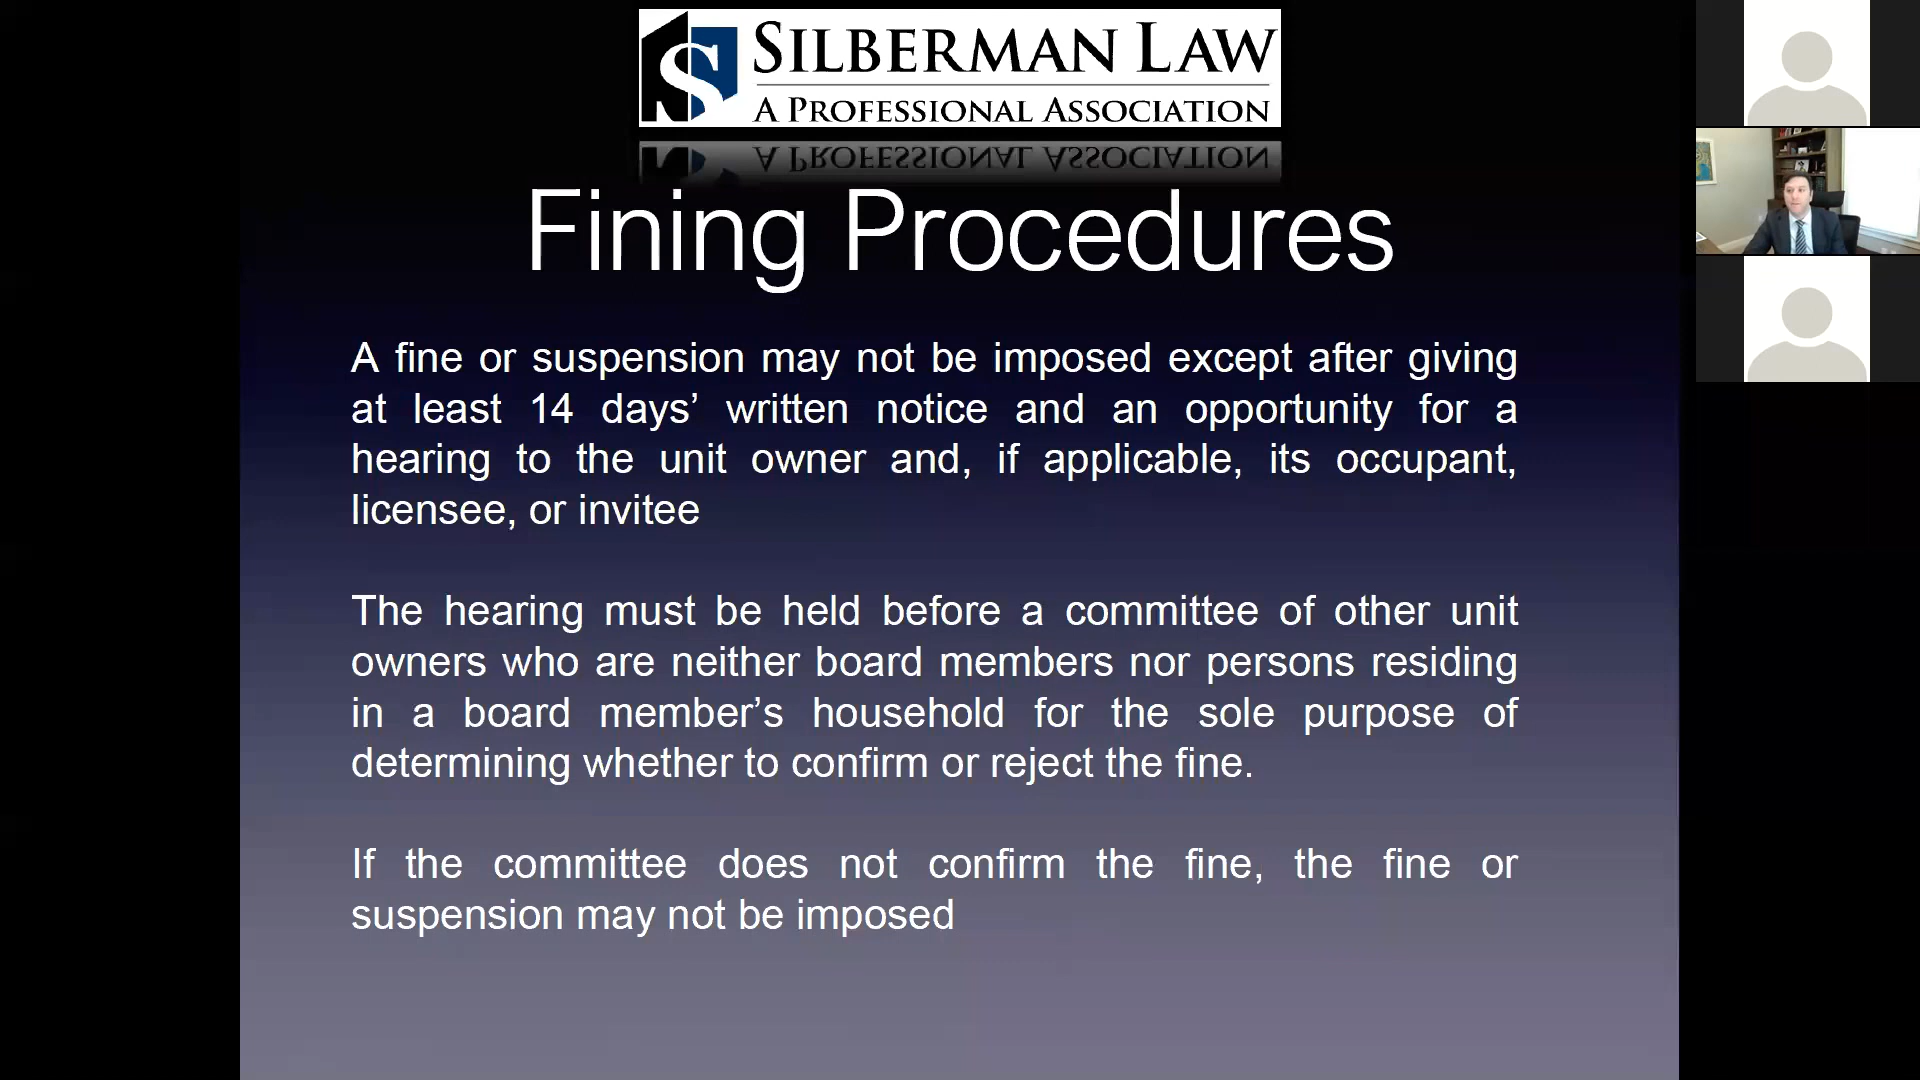 SILBERMAN LAW
A PROFESSIONAL ASSOCIATION
Fining Procedures
A fine or suspension may not be imposed except after giving
at least 14 days’ written notice and an opportunity for a
hearing to the unit owner and, if applicable, its occupant,
licensee, or invitee
The hearing must be held before a committee of other unit
owners who are neither board members nor persons residing
in a board member’s household for the sole purpose of
determining whether to confirm or reject the fine.
If the committee does not confirm the fine, the fine or
suspension may not be imposed